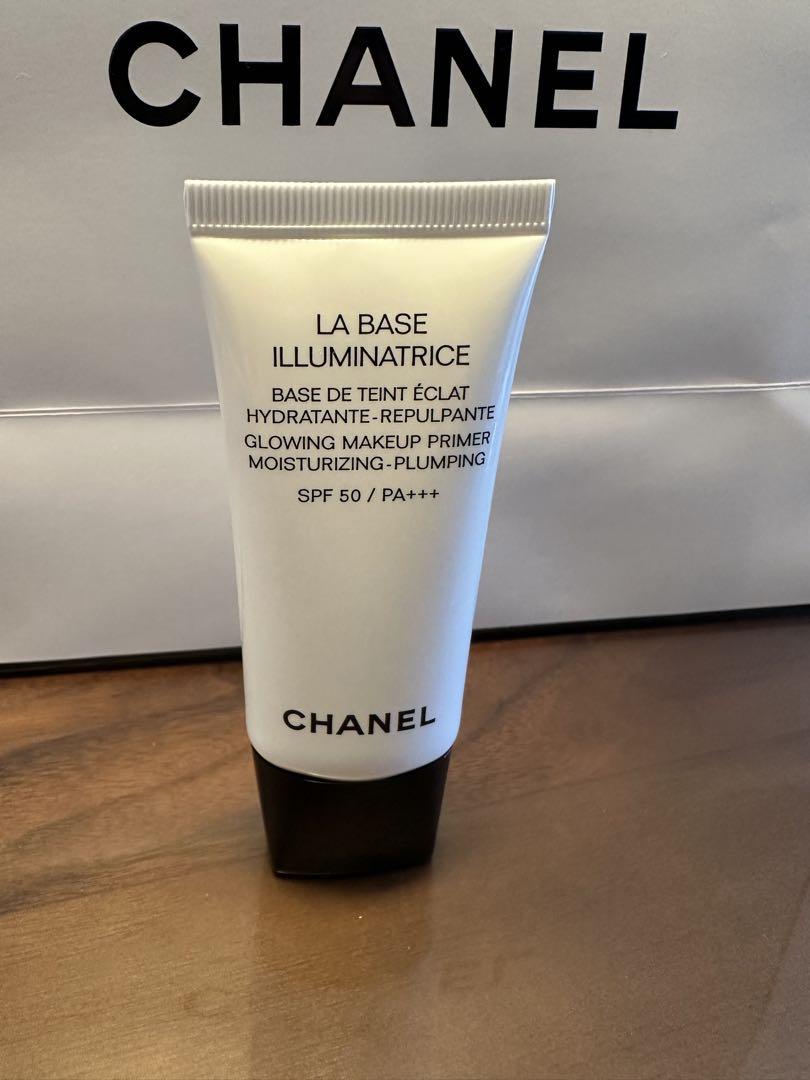 CHANEL
LA BASE
ILLUMINATRICE
BASE DE TEINT ÉCLAT
HYDRATANTE-REPULPANTE
GLOWING MAKEUP PRIMER
MOISTURIZING-PLUMPING
SPF 50 / PA+++
CHANEL